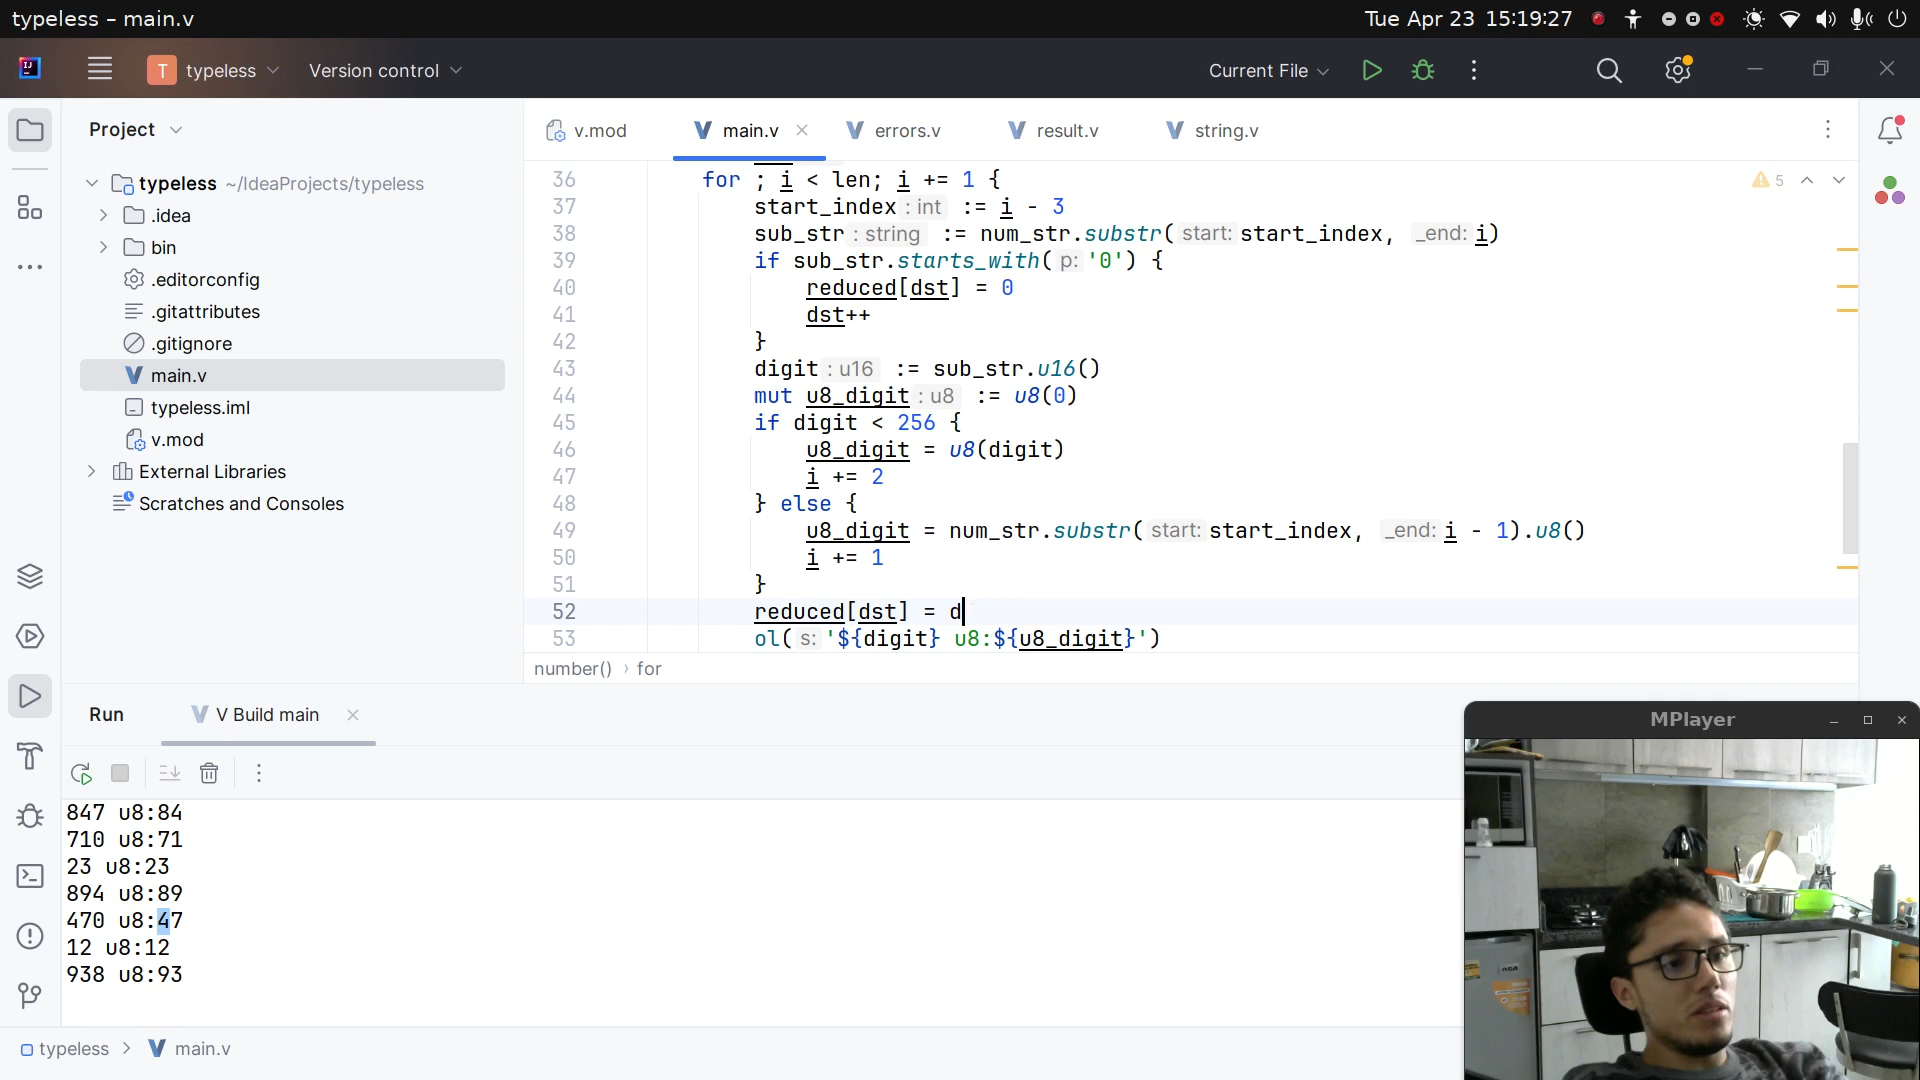 typeless – main.v
Tue Apr 23 15:19:27
IJ
T typeless
Version control
Current File
Project
v.mod
main.v
errors.v
result.v
string.v
typeless ~/IdeaProjects/typeless
.idea
bin
.editorconfig
.gitattributes
.gitignore
main.v
typeless.iml
v.mod
External Libraries
Scratches and Consoles
5
36 for ; i < len; i += 1 {
37 start_index : int := i - 3
38 sub_str : string := num_str.substr( start: start_index, _end: i)
39 if sub_str.starts_with( p: '0') {
40 reduced[dst] = 0
41 dst++
42 }
43 digit : u16 := sub_str.u16()
44 mut u8_digit : u8 := u8(0)
45 if digit < 256 {
46 u8_digit = u8(digit)
47 i += 2
48 } else {
49 u8_digit = num_str.substr( start: start_index, _end: i - 1).u8()
50 i += 1
51 }
52 reduced[dst] = d
53 ol( s: '${digit} u8:${u8_digit}')
number() › for
Run
V Build main
847 u8:84
710 u8:71
23 u8:23
894 u8:89
470 u8:47
12 u8:12
938 u8:93
typeless > main.v
MPlayer